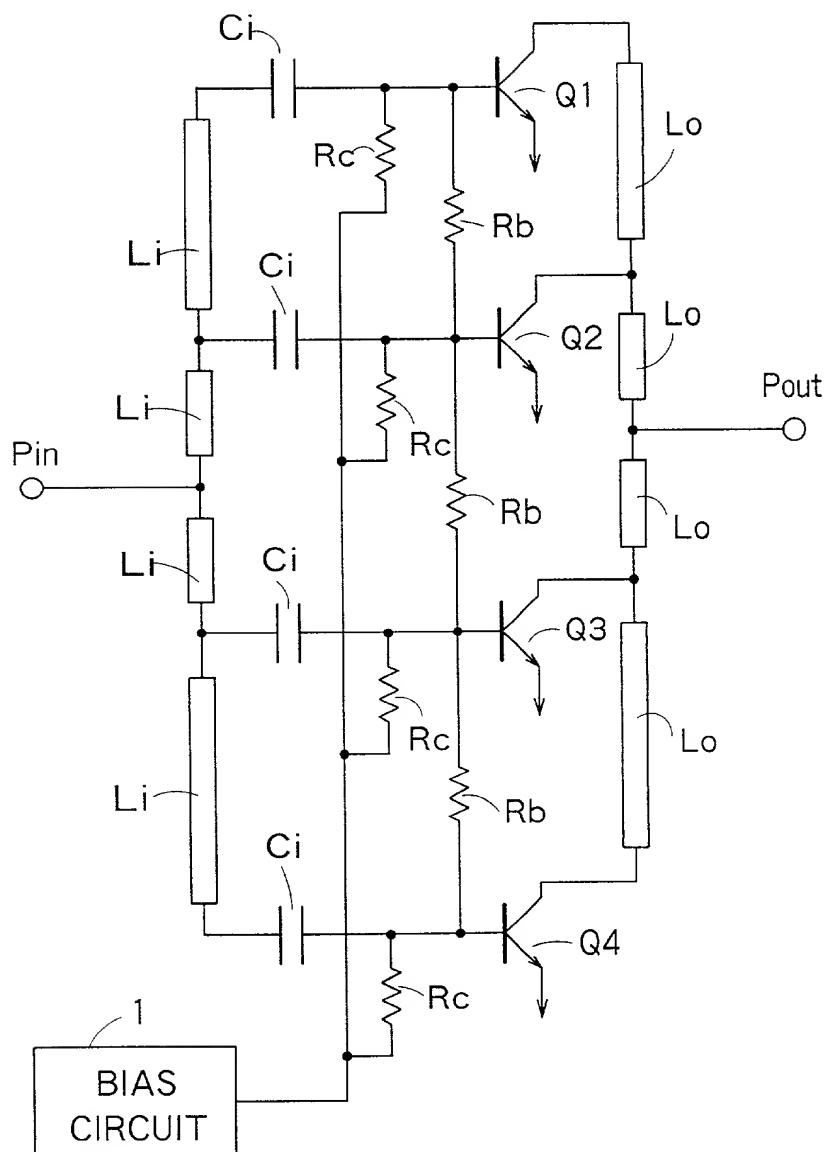 Ci
Q1
Rc
Lo
Li
Rb
Ci
Q2
Lo
Li
Rc
Pout
Pin
Rb
Lo
Li
Ci
Q3
Rc
Lo
Li
Rb
Ci
Q4
Rc
1
BIAS
CIRCUIT